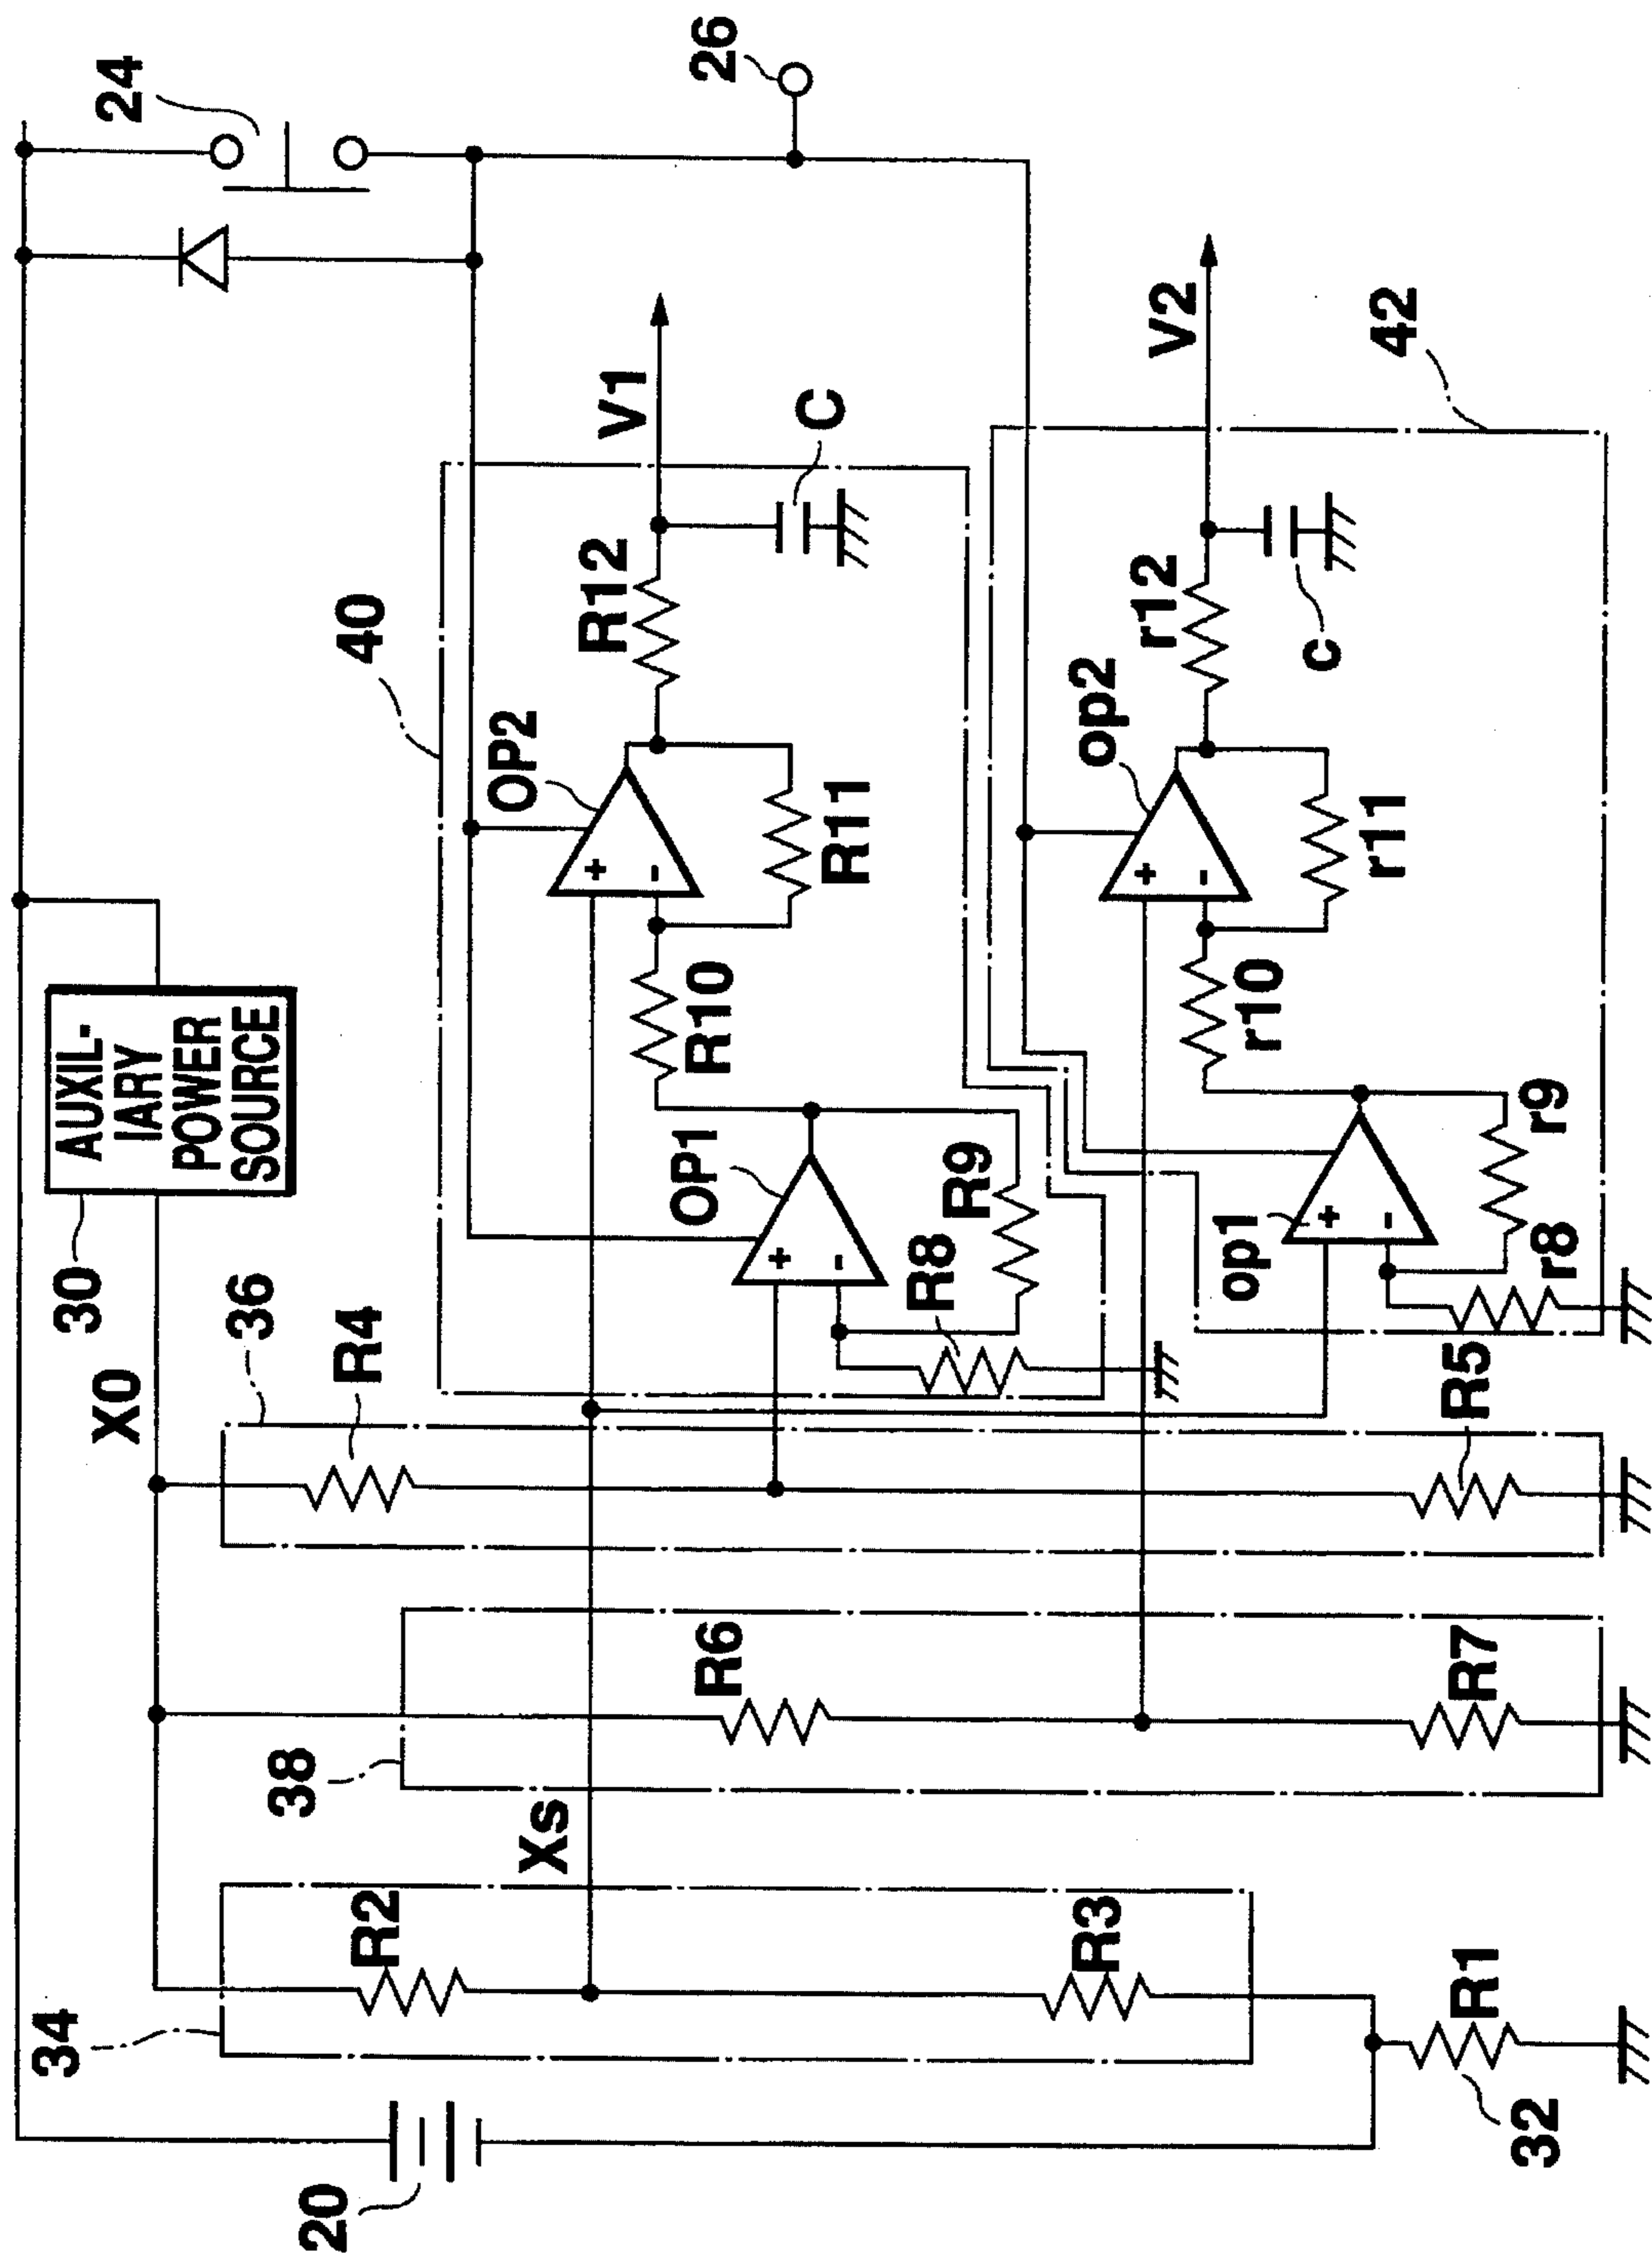 24
26
30
AUXIL-
IARY
POWER
SOURCE
X0
V1
V2
40
42
C
R12
OP2
R11
R10
OP1
R9
R8
c
r12
op2
r11
r10
op1
+
-
+
-
+
-
+
-
r9
r8
36
R4
R5
38
R6
R7
Xs
34
R2
R3
20
R1
32